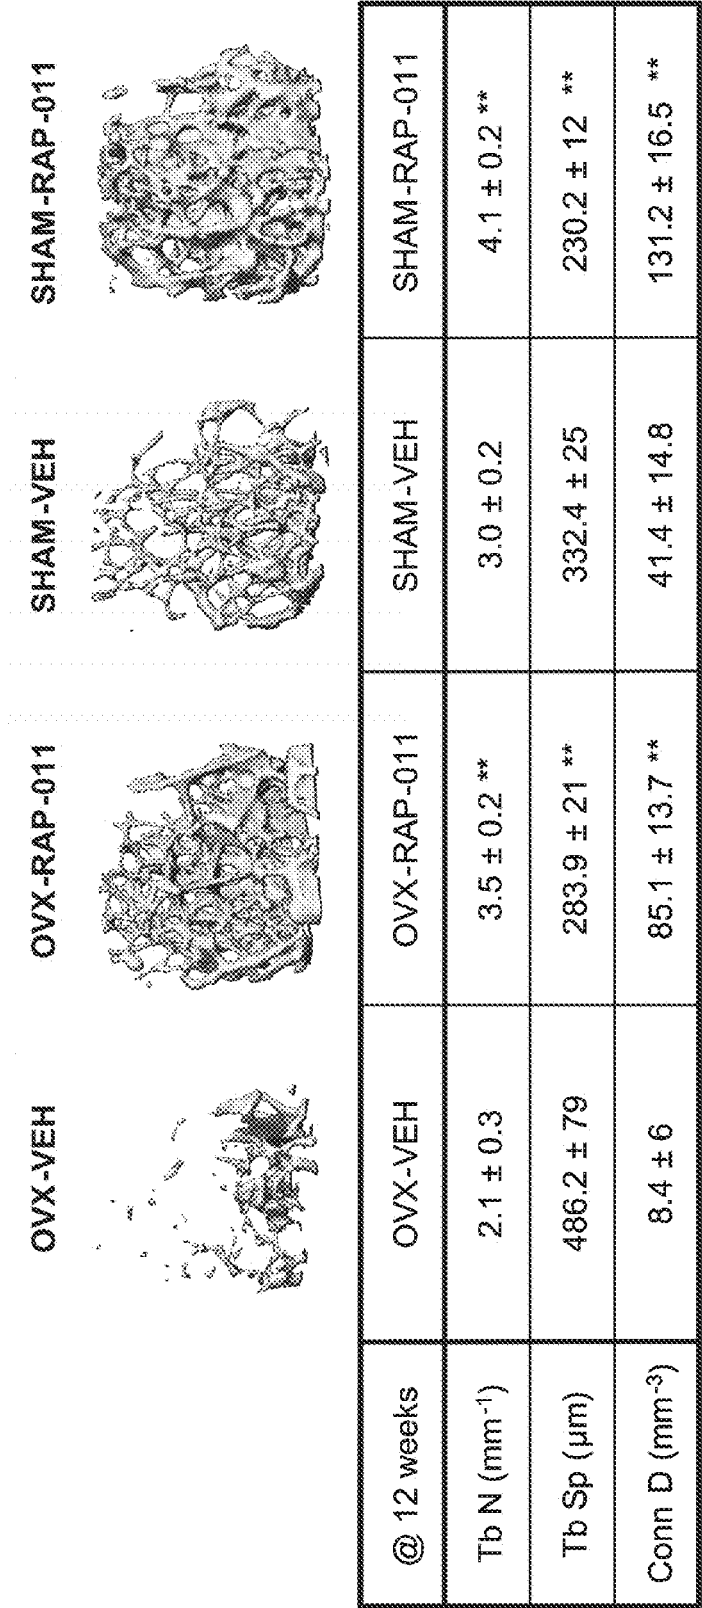 OVX-VEH OVX-RAP-011 SHAM-VEH SHAM-RAP-011
@ 12 weeks OVX-VEH OVX-RAP-011 SHAM-VEH SHAM-RAP-011
Tb N (mm⁻¹) 2.1 ± 0.3 3.5 ± 0.2 ** 3.0 ± 0.2 4.1 ± 0.2 **
Tb Sp (µm) 486.2 ± 79 283.9 ± 21 ** 332.4 ± 25 230.2 ± 12 **
Conn D (mm⁻³) 8.4 ± 6 85.1 ± 13.7 ** 41.4 ± 14.8 131.2 ± 16.5 **